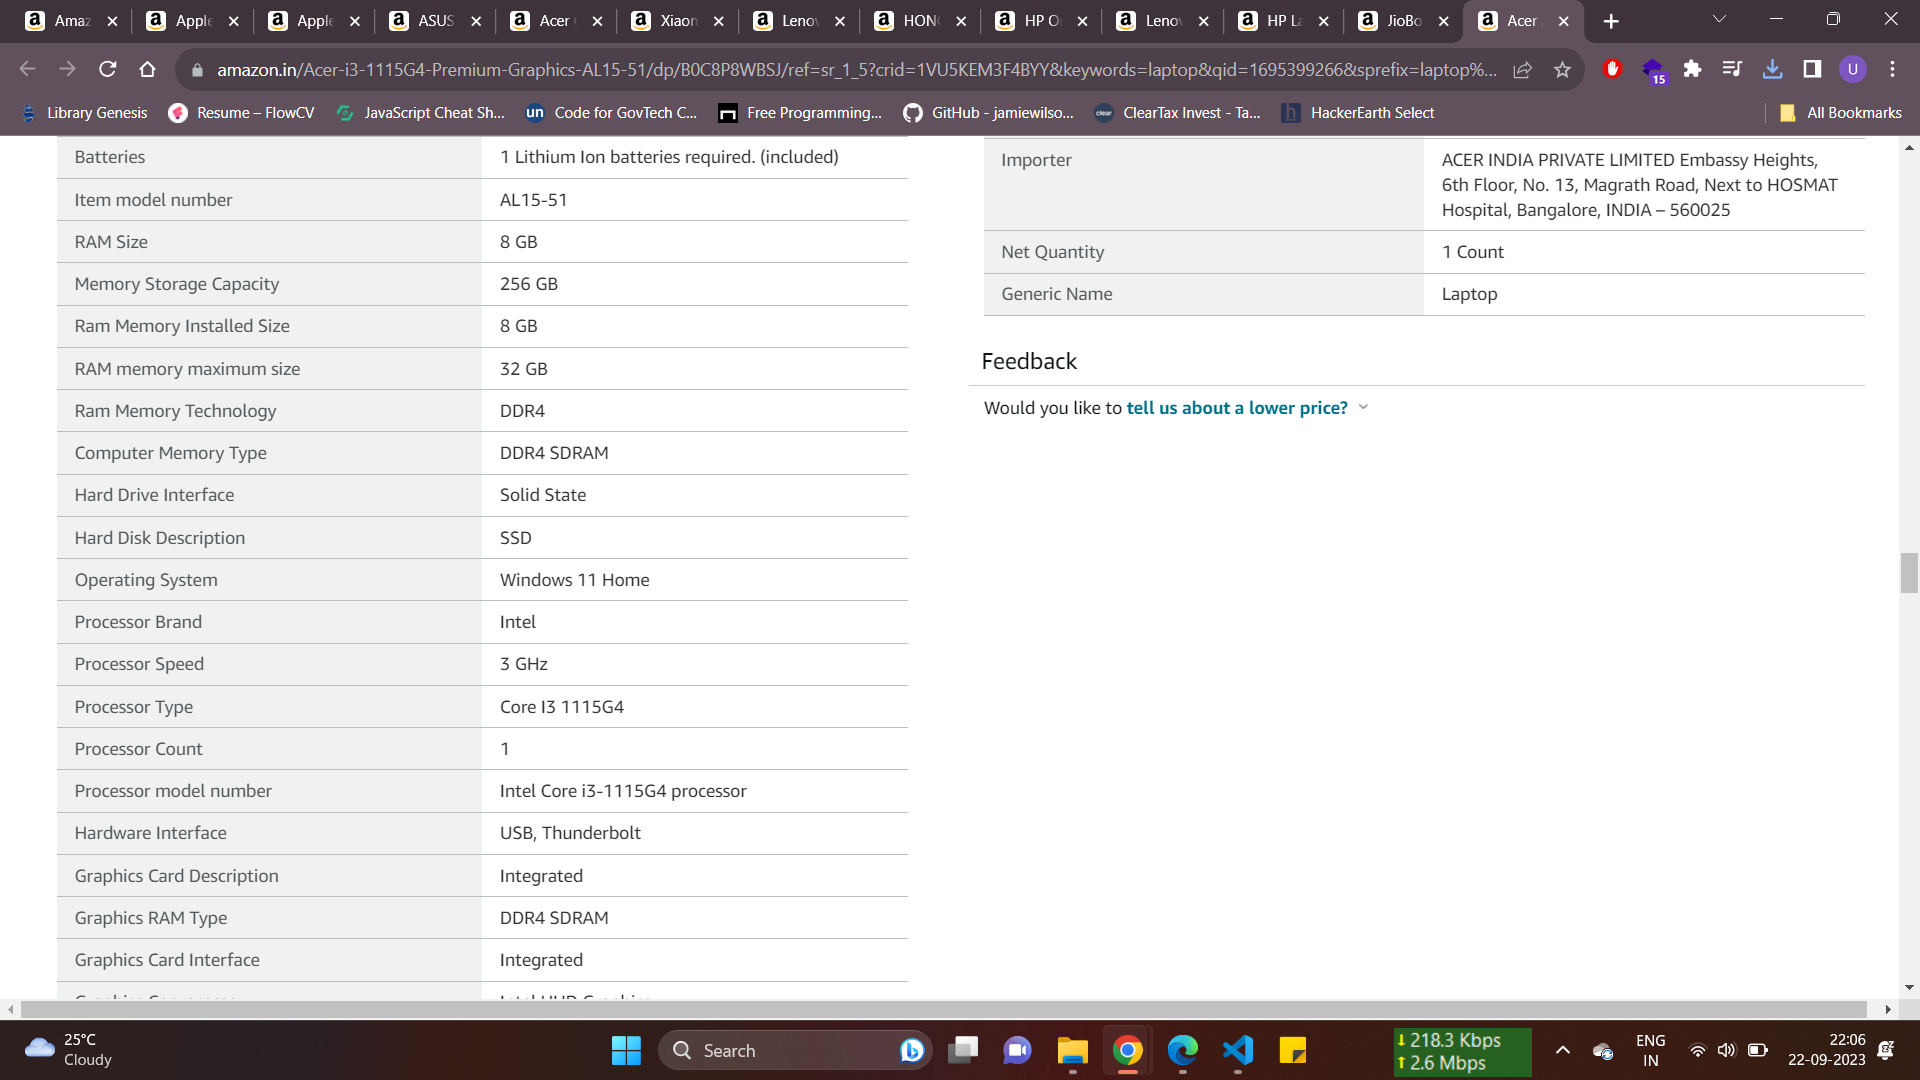 Amaz
Apple
Apple
ASUS
Acer
Xiaon
Leno
HON
HP O
Leno
HP La
JioBo
Acer
amazon.in/Acer-i3-1115G4-Premium-Graphics-AL15-51/dp/B0C8P8WBSJ/ref=sr_1_5?crid=1VU5KEM3F4BYY&keywords=laptop&qid=1695399266&sprefix=laptop%...
15
U
Library Genesis
Resume – FlowCV
JavaScript Cheat Sh...
un
Code for GovTech C...
Free Programming...
GitHub - jamiewilso...
clear
ClearTax Invest - Ta...
h
HackerEarth Select
All Bookmarks
Batteries 1 Lithium Ion batteries required. (included)
Item model number AL15-51
RAM Size 8 GB
Memory Storage Capacity 256 GB
Ram Memory Installed Size 8 GB
RAM memory maximum size 32 GB
Ram Memory Technology DDR4
Computer Memory Type DDR4 SDRAM
Hard Drive Interface Solid State
Hard Disk Description SSD
Operating System Windows 11 Home
Processor Brand Intel
Processor Speed 3 GHz
Processor Type Core I3 1115G4
Processor Count 1
Processor model number Intel Core i3-1115G4 processor
Hardware Interface USB, Thunderbolt
Graphics Card Description Integrated
Graphics RAM Type DDR4 SDRAM
Graphics Card Interface Integrated
Importer ACER INDIA PRIVATE LIMITED Embassy Heights,
6th Floor, No. 13, Magrath Road, Next to HOSMAT
Hospital, Bangalore, INDIA – 560025
Net Quantity 1 Count
Generic Name Laptop
Feedback
Would you like to tell us about a lower price?
25°C
Cloudy
Search
218.3 Kbps
2.6 Mbps
ENG
IN
22:06
22-09-2023